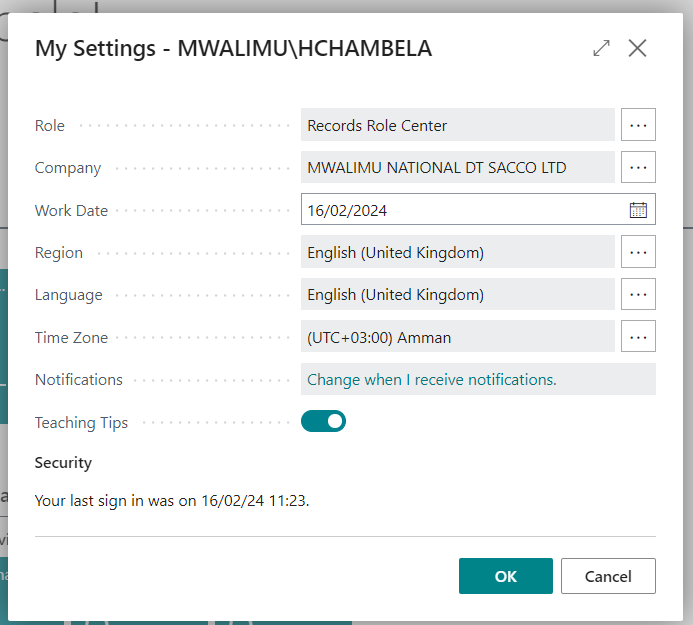 My Settings - MWALIMU\HCHAMBELA
Role Records Role Center ...
Company MWALIMU NATIONAL DT SACCO LTD ...
Work Date 16/02/2024
Region English (United Kingdom) ...
Language English (United Kingdom) ...
Time Zone (UTC+03:00) Amman ...
Notifications Change when I receive notifications.
Teaching Tips
Security
Your last sign in was on 16/02/24 11:23.
OK Cancel